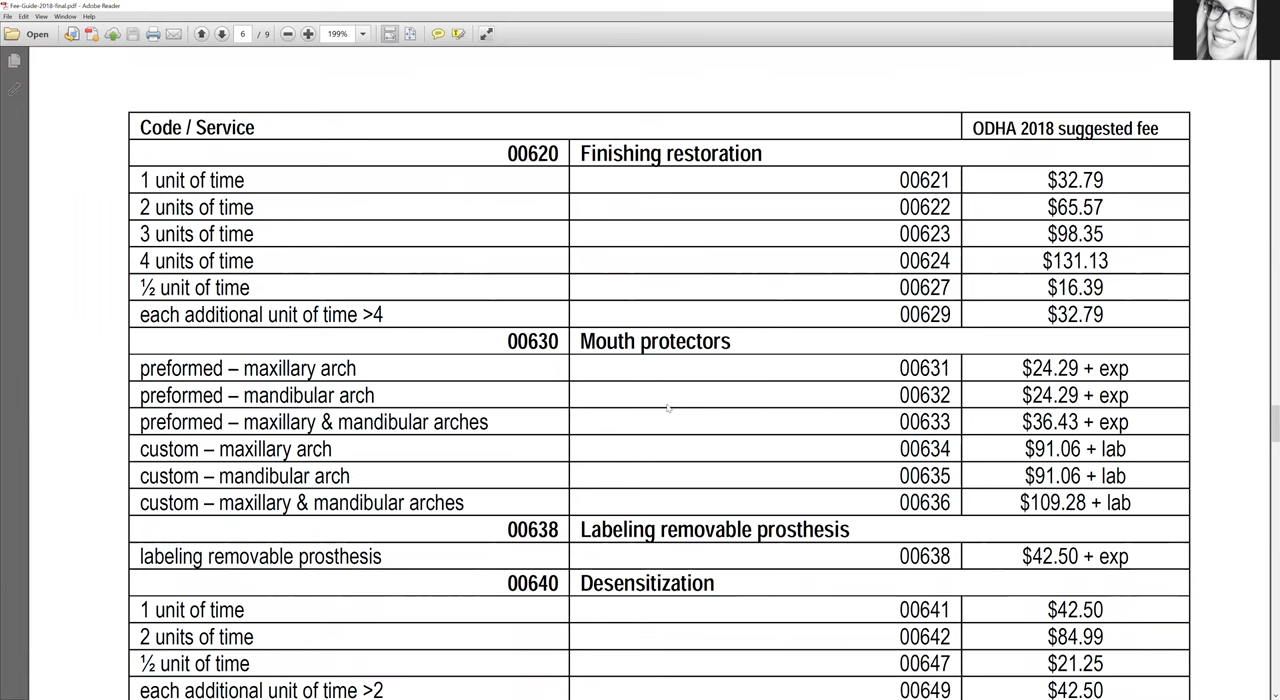 Fee-Guide-2018-final.pdf - Adobe Reader
File Edit View Window Help
Open 6 / 9 199%
Code / Service ODHA 2018 suggested fee
00620 Finishing restoration
1 unit of time 00621 $32.79
2 units of time 00622 $65.57
3 units of time 00623 $98.35
4 units of time 00624 $131.13
½ unit of time 00627 $16.39
each additional unit of time >4 00629 $32.79
00630 Mouth protectors
preformed – maxillary arch 00631 $24.29 + exp
preformed – mandibular arch 00632 $24.29 + exp
preformed – maxillary & mandibular arches 00633 $36.43 + exp
custom – maxillary arch 00634 $91.06 + lab
custom – mandibular arch 00635 $91.06 + lab
custom – maxillary & mandibular arches 00636 $109.28 + lab
00638 Labeling removable prosthesis
labeling removable prosthesis 00638 $42.50 + exp
00640 Desensitization
1 unit of time 00641 $42.50
2 units of time 00642 $84.99
½ unit of time 00647 $21.25
each additional unit of time >2 00649 $42.50